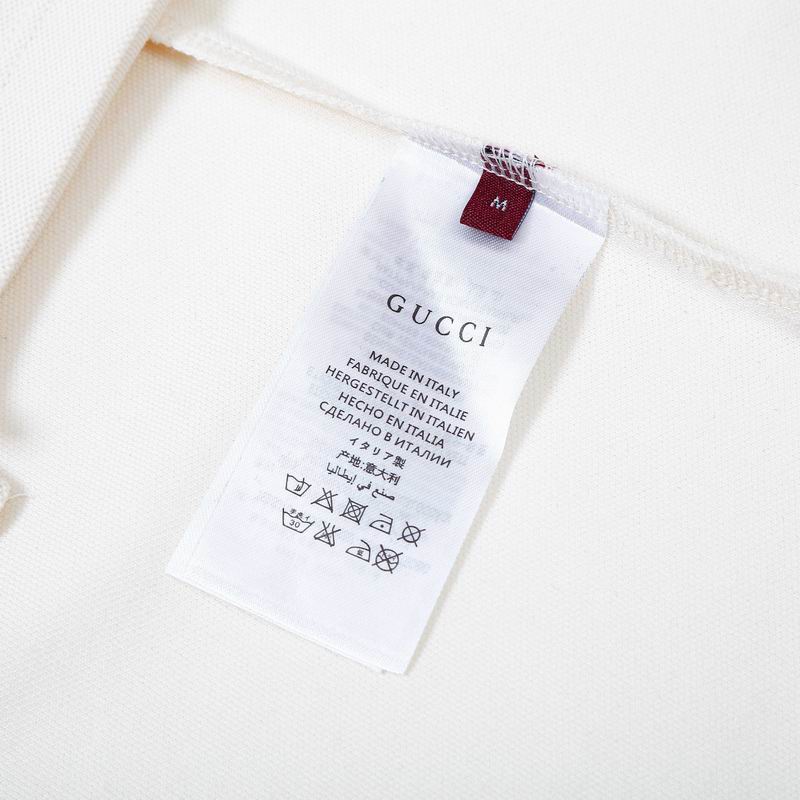 M
GUCCI
MADE IN ITALY
FABRIQUE EN ITALIE
HERGESTELLT IN ITALIEN
HECHO EN ITALIA
СДЕЛАНО В ИТАЛИИ
イタリア製
产地:意大利
صنع في إيطاليا
30